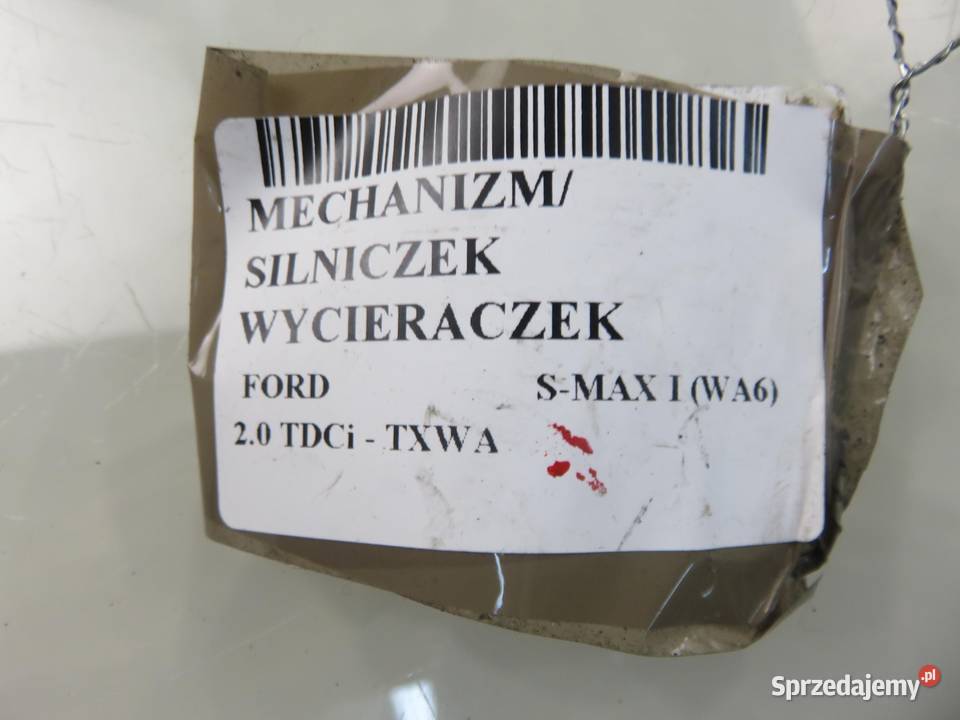 MECHANIZM/
SILNICZEK
WYCIERACZEK
FORD S-MAX I (WA6)
2.0 TDCi - TXWA
Sprzedajemy.pl